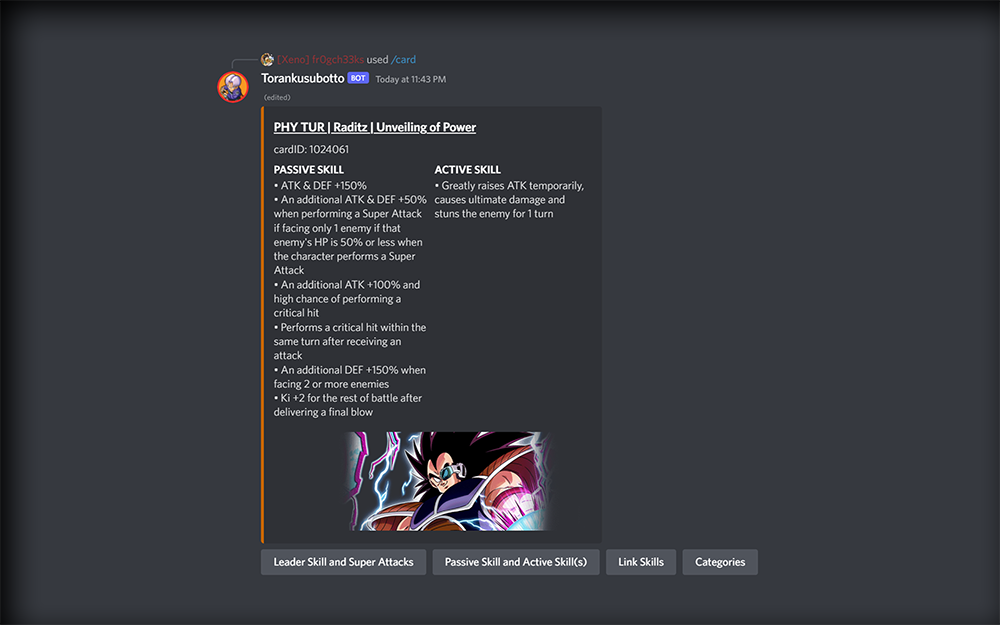 [Xeno] fr0gch33ks used /card
Torankusubotto BOT Today at 11:43 PM
(edited)
PHY TUR | Raditz | Unveiling of Power
cardID: 1024061
PASSIVE SKILL
▪ ATK & DEF +150%
▪ An additional ATK & DEF +50%
when performing a Super Attack
if facing only 1 enemy if that
enemy's HP is 50% or less when
the character performs a Super
Attack
▪ An additional ATK +100% and
high chance of performing a
critical hit
▪ Performs a critical hit within the
same turn after receiving an
attack
▪ An additional DEF +150% when
facing 2 or more enemies
▪ Ki +2 for the rest of battle after
delivering a final blow
ACTIVE SKILL
▪ Greatly raises ATK temporarily,
causes ultimate damage and
stuns the enemy for 1 turn
Leader Skill and Super Attacks
Passive Skill and Active Skill(s)
Link Skills
Categories